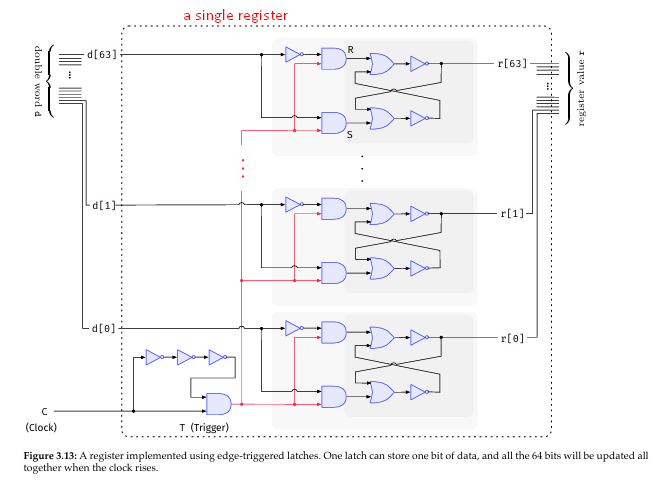 a single register
double word d
d[63]
R
S
r[63]
register value r
d[1]
r[1]
d[0]
r[0]
C
(Clock)
T (Trigger)
Figure 3.13: A register implemented using edge-triggered latches. One latch can store one bit of data, and all the 64 bits will be updated all
together when the clock rises.